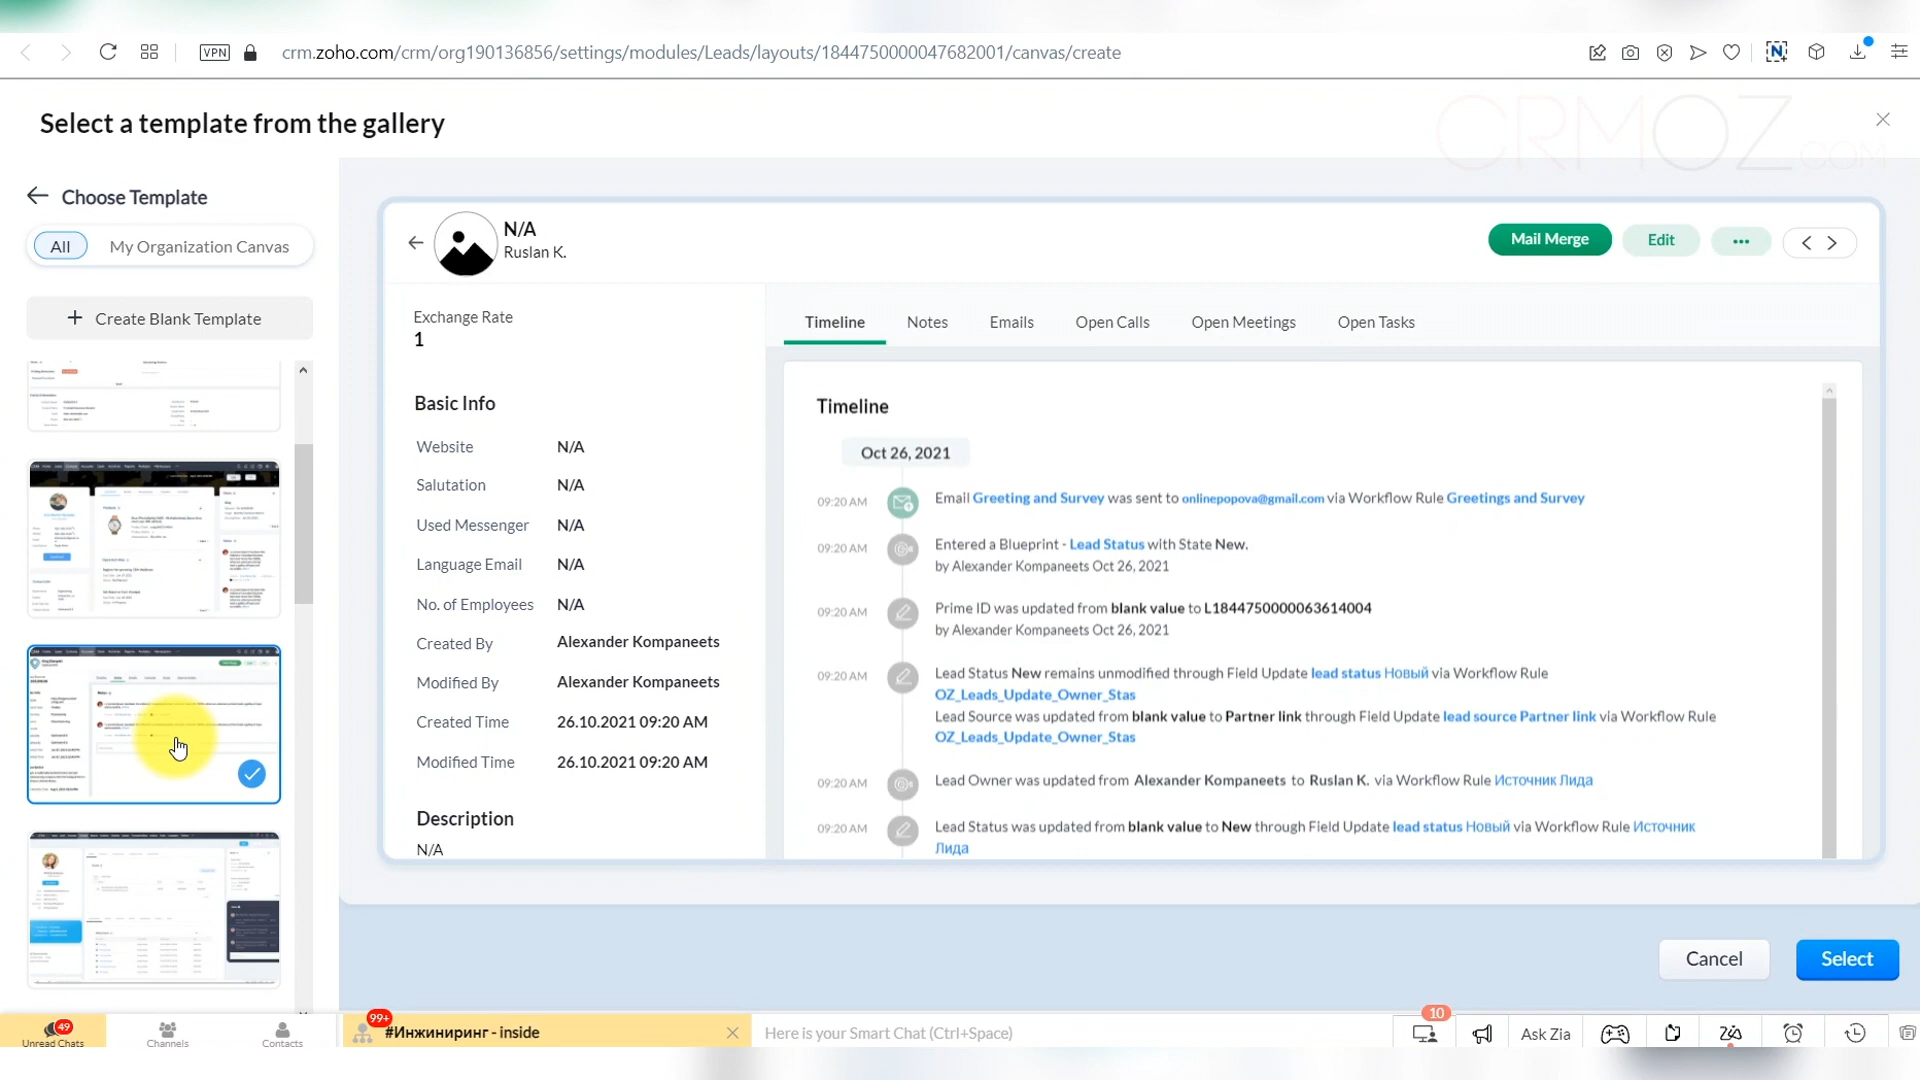 VPN
crm.zoho.com/crm/org190136856/settings/modules/Leads/layouts/1844750000047682001/canvas/create
Select a template from the gallery
CRMOZ.COM
Choose Template
All
My Organization Canvas
+ Create Blank Template
N/A
Ruslan K.
Mail Merge
Edit
Exchange Rate
1
Basic Info
Website N/A
Salutation N/A
Used Messenger N/A
Language Email N/A
No. of Employees N/A
Created By Alexander Kompaneets
Modified By Alexander Kompaneets
Created Time 26.10.2021 09:20 AM
Modified Time 26.10.2021 09:20 AM
Description
N/A
Timeline Notes Emails Open Calls Open Meetings Open Tasks
Timeline
Oct 26, 2021
09:20 AM Email Greeting and Survey was sent to onlinepopova@gmail.com via Workflow Rule Greetings and Survey
09:20 AM Entered a Blueprint - Lead Status with State New.
by Alexander Kompaneets Oct 26, 2021
09:20 AM Prime ID was updated from blank value to L1844750000063614004
by Alexander Kompaneets Oct 26, 2021
09:20 AM Lead Status New remains unmodified through Field Update lead status Новый via Workflow Rule
OZ_Leads_Update_Owner_Stas
Lead Source was updated from blank value to Partner link through Field Update lead source Partner link via Workflow Rule
OZ_Leads_Update_Owner_Stas
09:20 AM Lead Owner was updated from Alexander Kompaneets to Ruslan K. via Workflow Rule Источник Лида
09:20 AM Lead Status was updated from blank value to New through Field Update lead status Новый via Workflow Rule Источник
Лида
Cancel
Select
49
Unread Chats
Channels
Contacts
99+
#Инжиниринг - inside
Here is your Smart Chat (Ctrl+Space)
10
Ask Zia